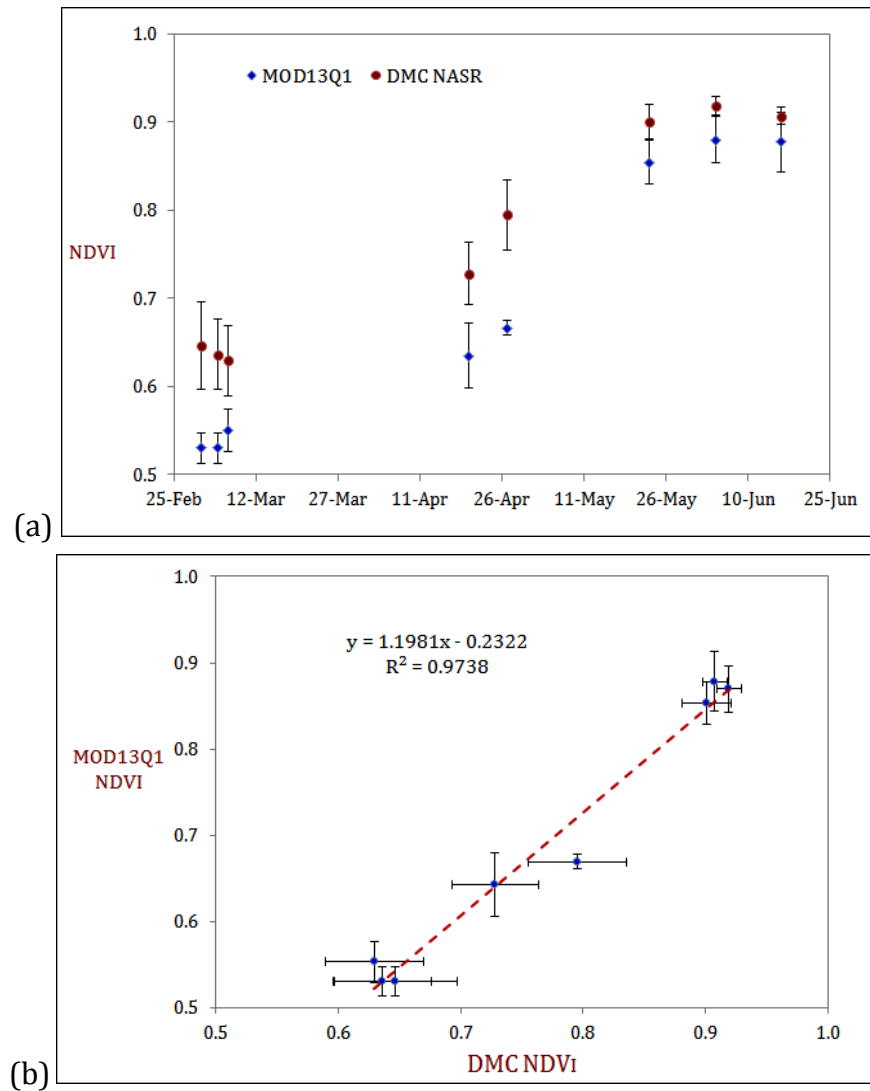 1.0
MOD13Q1 DMC NASR
0.9
0.8
NDVI
0.7
0.6
0.5
25-Feb 12-Mar 27-Mar 11-Apr 26-Apr 11-May 26-May 10-Jun 25-Jun
(a)
1.0
y = 1.1981x - 0.2322
R² = 0.9738
0.9
0.8
MOD13Q1
NDVI
0.7
0.6
0.5
0.5 0.6 0.7 0.8 0.9 1.0
DMC NDVI
(b)